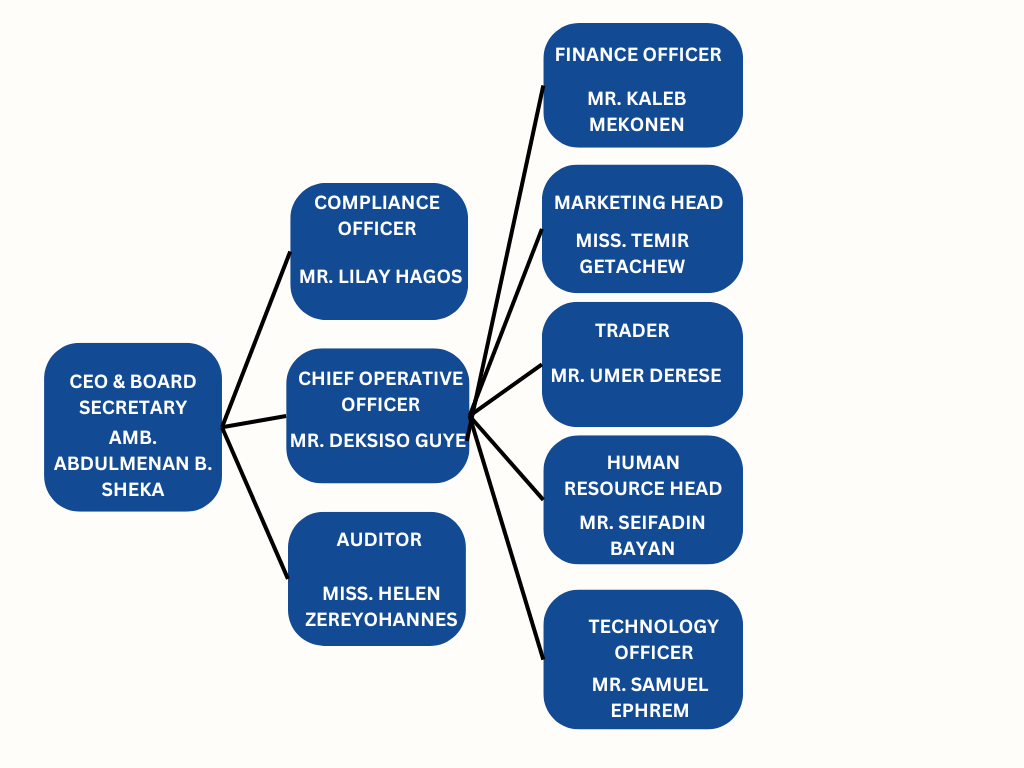 CEO & BOARD
SECRETARY
AMB.
ABDULMENAN B.
SHEKA
COMPLIANCE
OFFICER
MR. LILAY HAGOS
CHIEF OPERATIVE
OFFICER
MR. DEKSISO GUYE
AUDITOR
MISS. HELEN
ZEREYOHANNES
FINANCE OFFICER
MR. KALEB
MEKONEN
MARKETING HEAD
MISS. TEMIR
GETACHEW
TRADER
MR. UMER DERESE
HUMAN
RESOURCE HEAD
MR. SEIFADIN
BAYAN
TECHNOLOGY
OFFICER
MR. SAMUEL
EPHREM